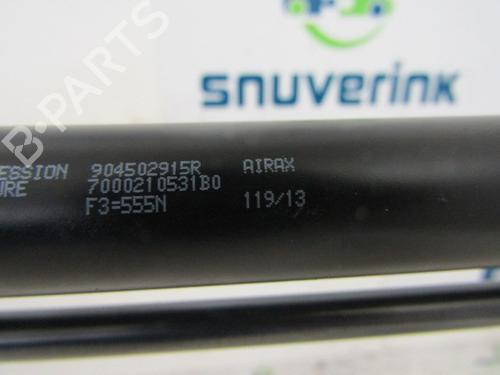 snuverink
B-PARTS
ESSION 904502915R AIRAX
URE 7000210531B0
F3=555N 119/13